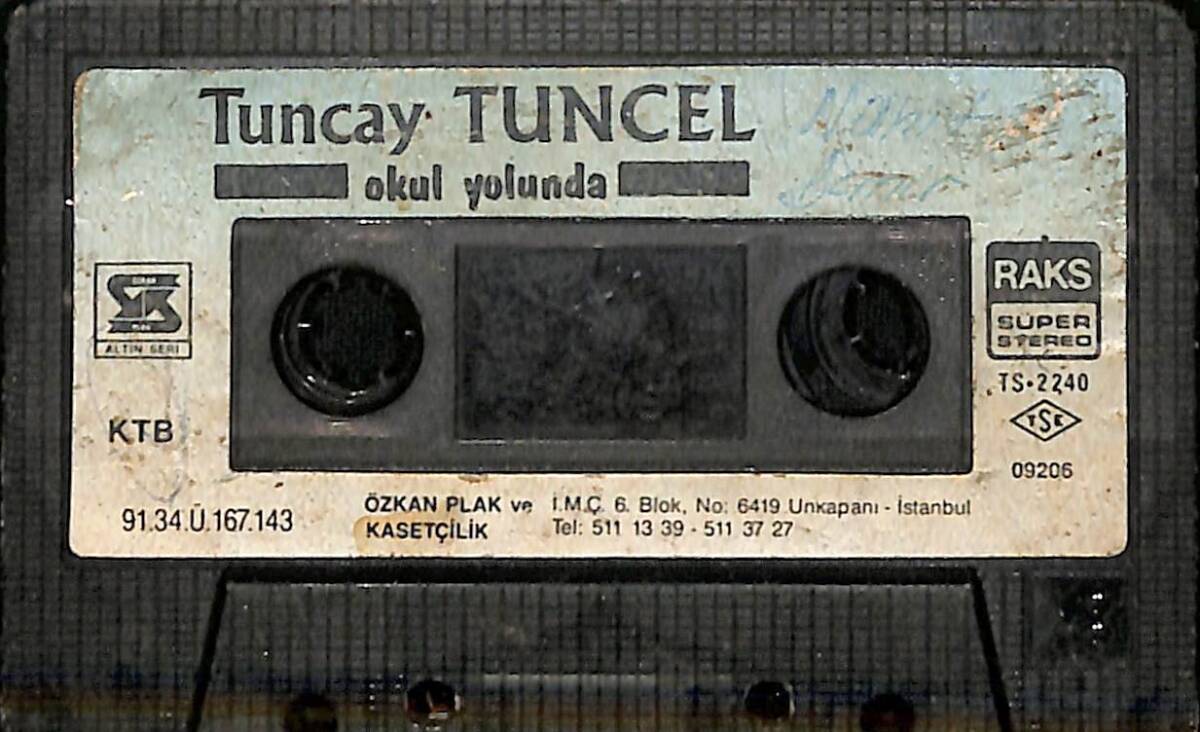 Tuncay TUNCEL
okul yolunda
ALTIN SERİ
KTB
91.34.Ü.167.143
RAKS
SUPER
STEREO
TS•2240
TSE
09206
ÖZKAN PLAK ve İ.M.Ç. 6. Blok, No: 6419 Unkapanı - İstanbul
KASETÇİLİK Tel: 511 13 39 - 511 37 27